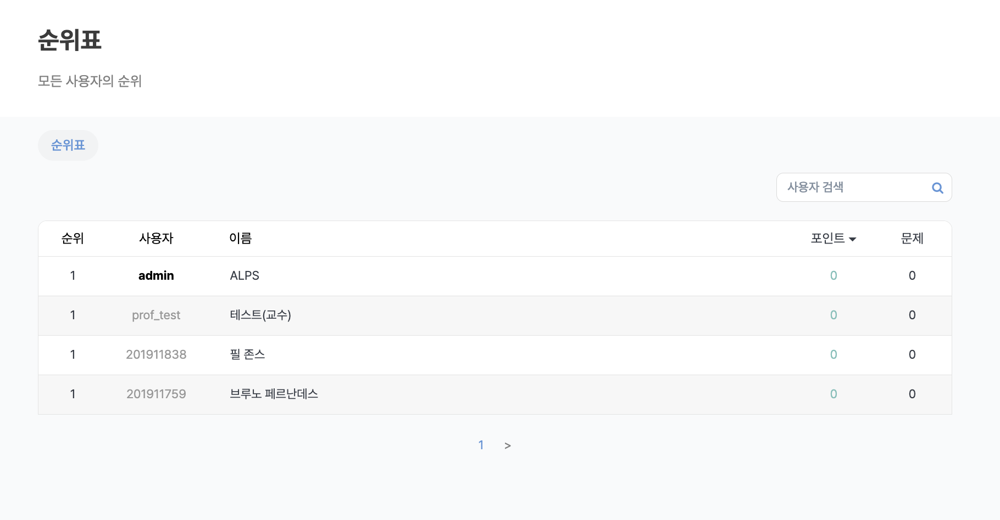 순위표
모든 사용자의 순위
순위표
사용자 검색
순위 사용자 이름 포인트 문제
1 admin ALPS 0 0
1 prof_test 테스트(교수) 0 0
1 201911838 필 존스 0 0
1 201911759 브루노 페르난데스 0 0
1 >